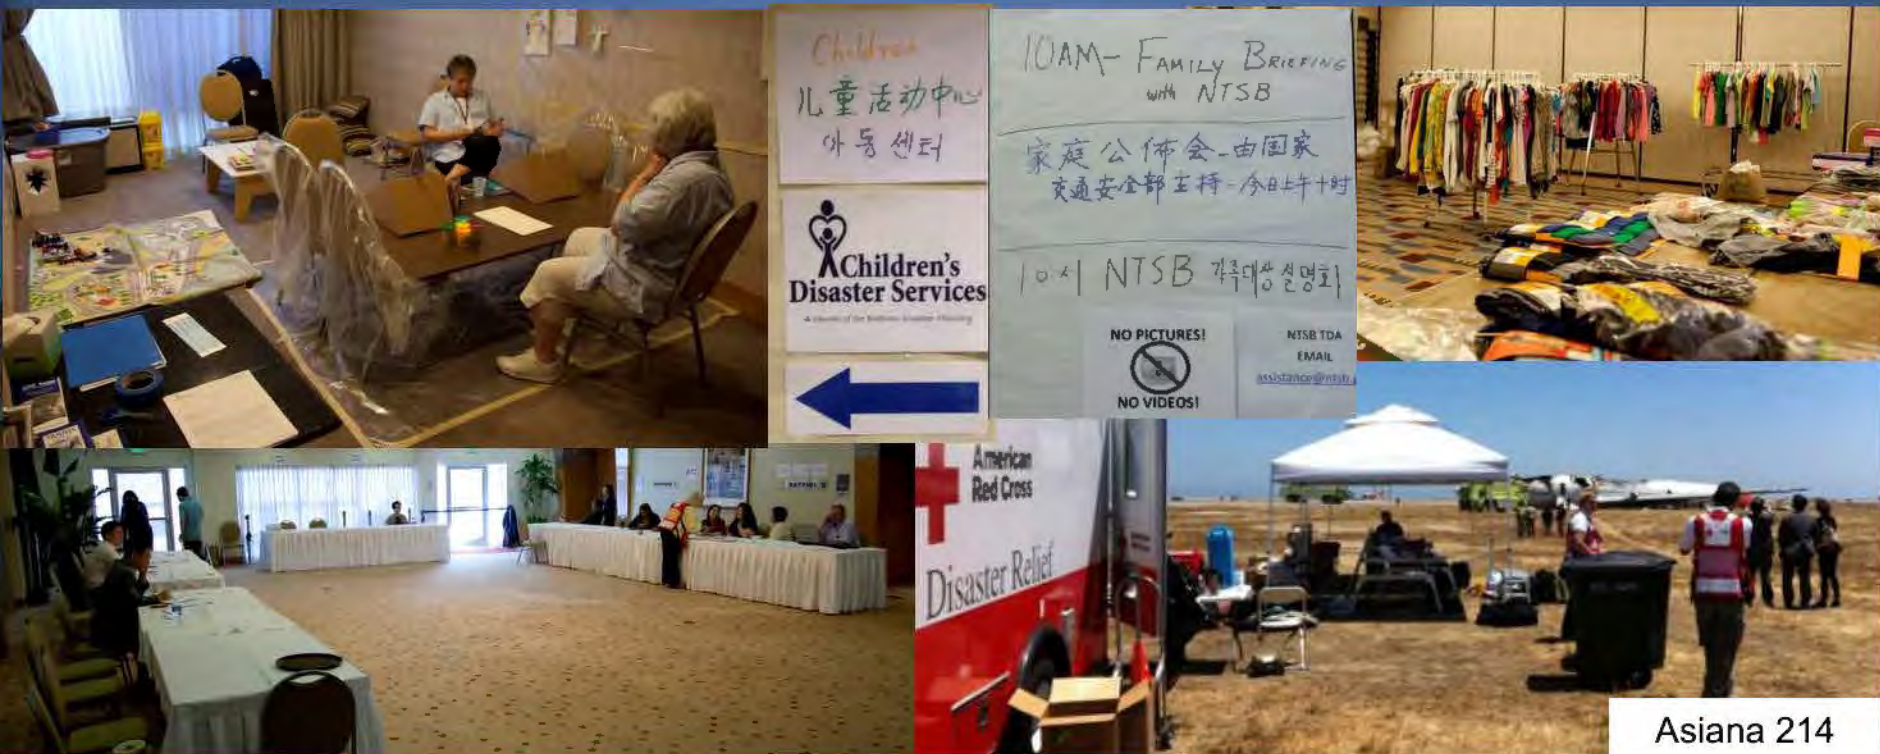 Children
儿童活动中心
아동센터
Children's
Disaster Services
10AM- FAMILY BRIEFING
with NTSB
家庭公佈会-由国家
交通安全部主持-今日上午十时
10시 NTSB 가족대상설명회
NO PICTURES!
NO VIDEOS!
NTSB TDA
EMAIL
assistance@ntsb.
American
Red Cross
Disaster Relief
Asiana 214